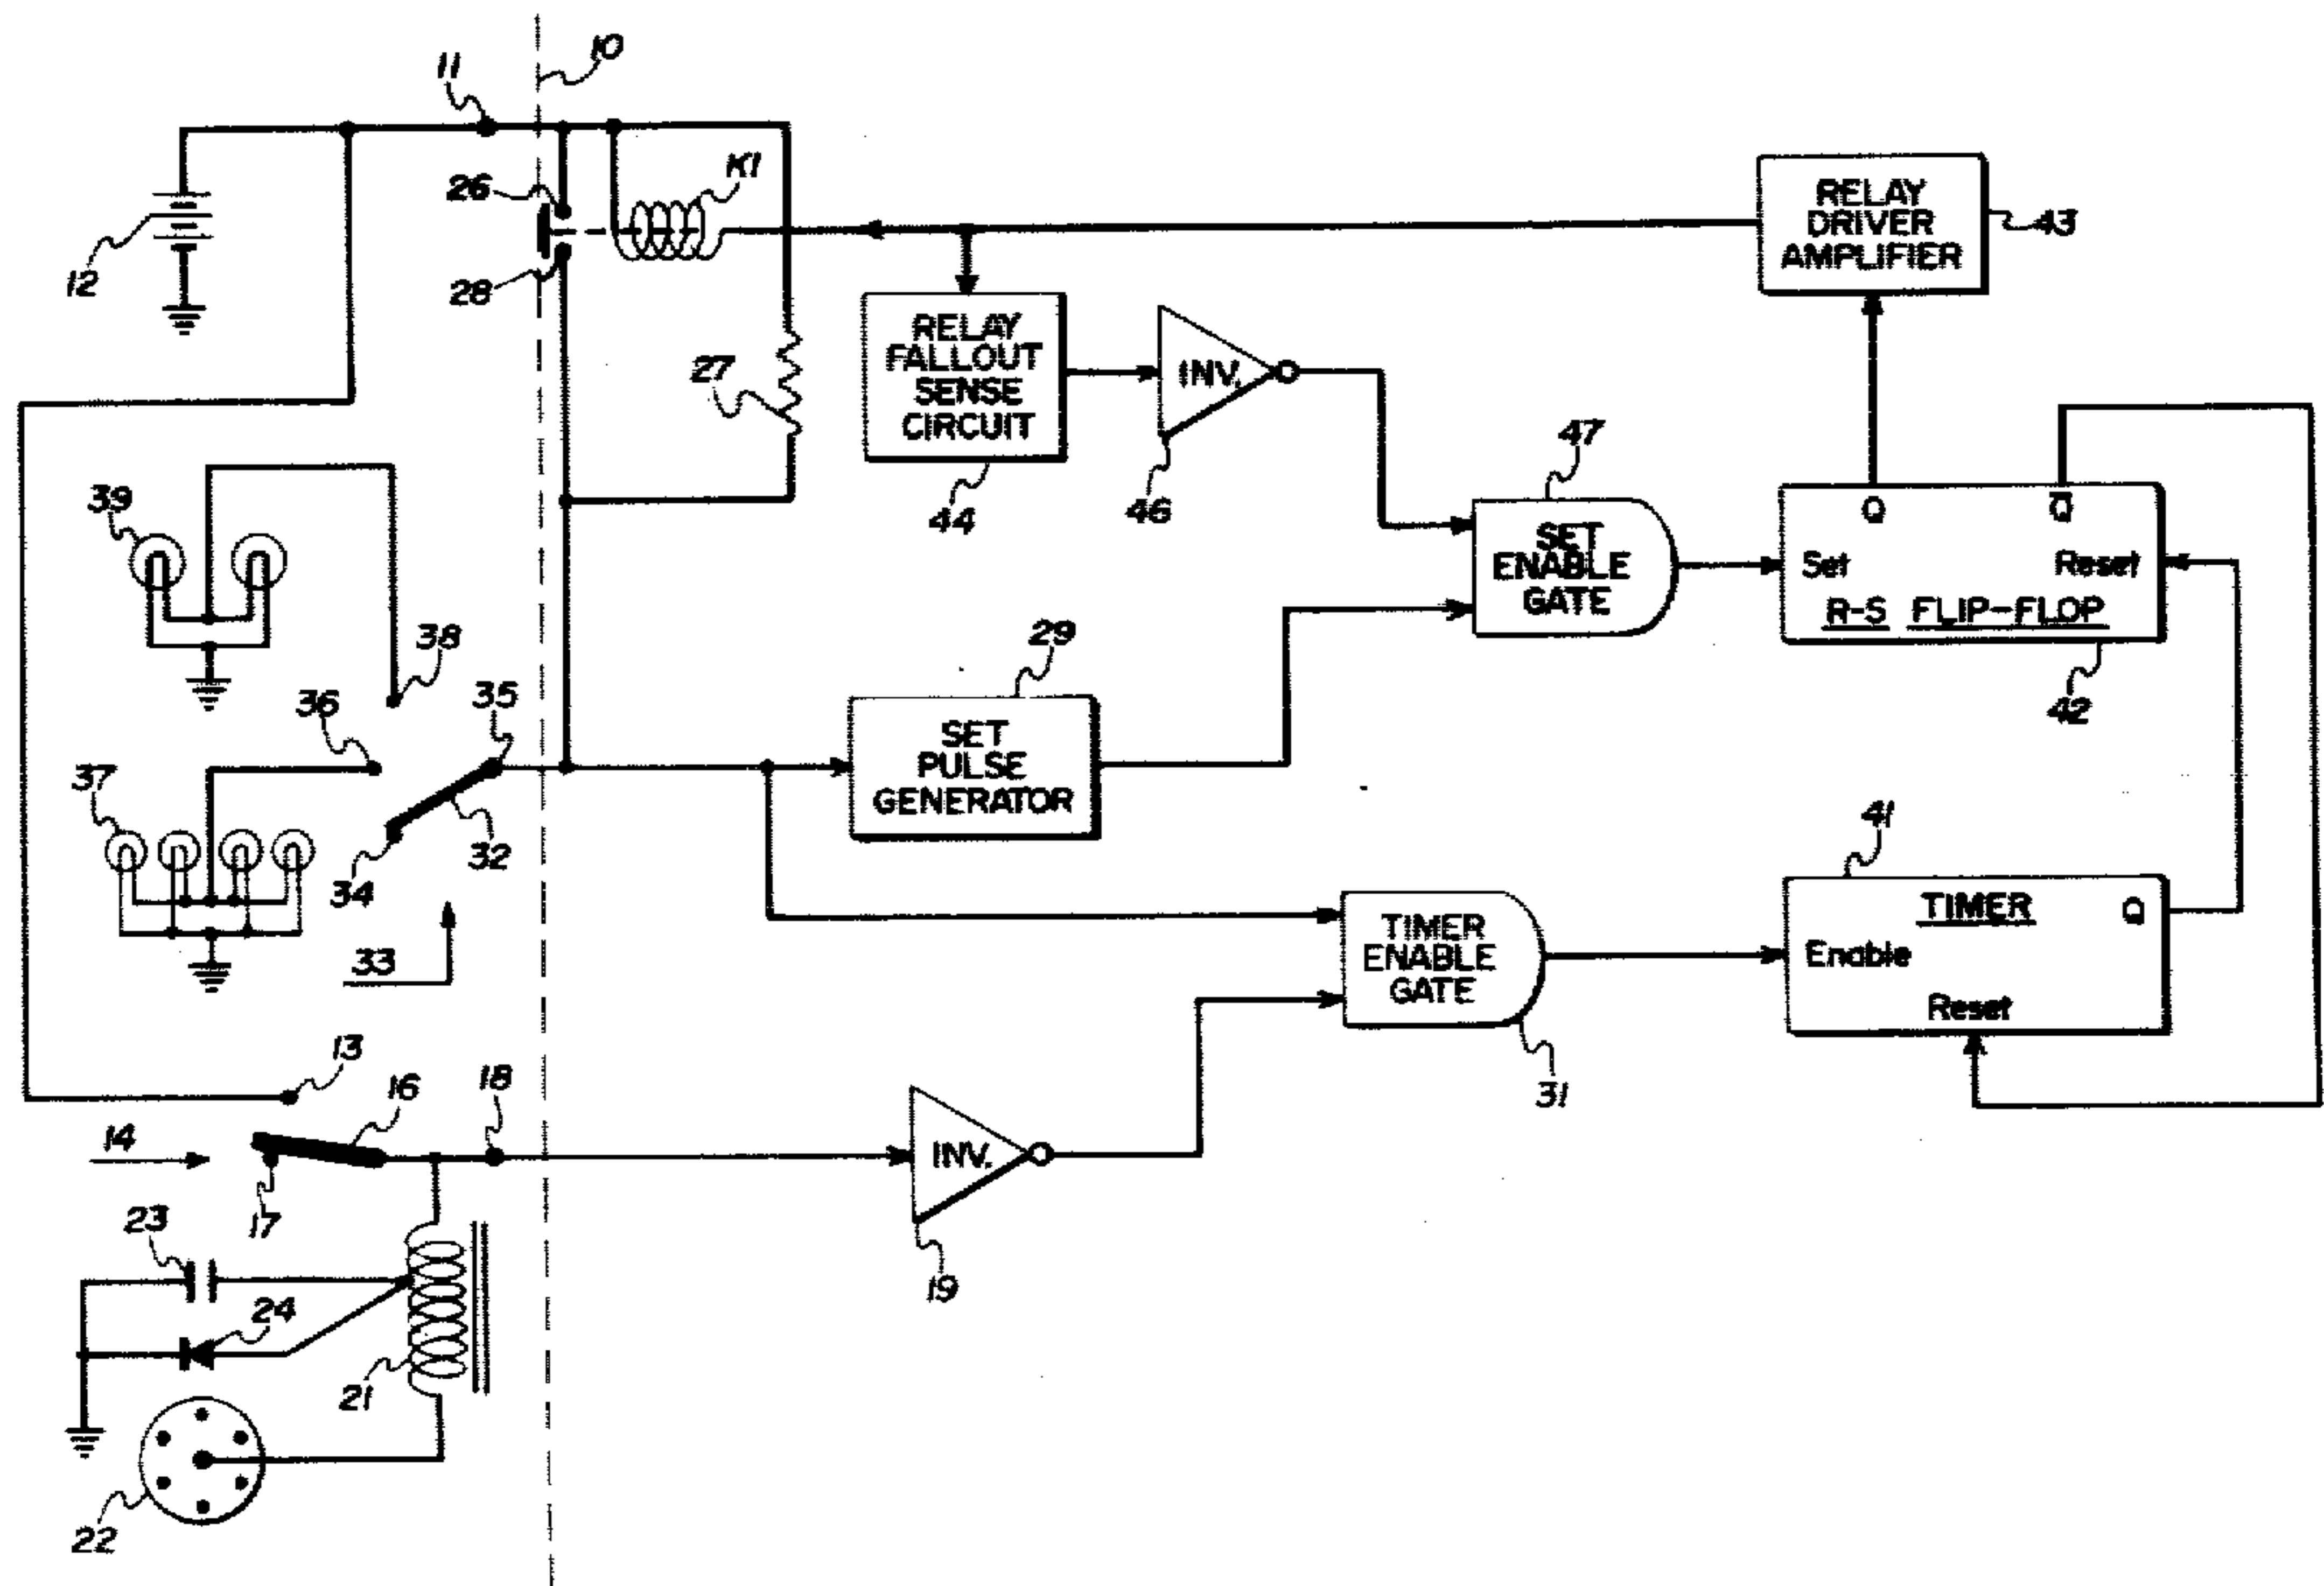 10
11
K1
26
12
28
RELAY
DRIVER
AMPLIFIER
43
RELAY
FALLOUT
SENSE
CIRCUIT
44
INV.
46
27
47
SET
ENABLE
GATE
Q
Q̅
Set
Reset
R-S FLIP-FLOP
42
39
38
36
35
29
SET
PULSE
GENERATOR
37
34
32
33
41
TIMER
Q
Enable
Reset
TIMER
ENABLE
GATE
31
13
16
18
14
17
INV.
19
23
24
21
22